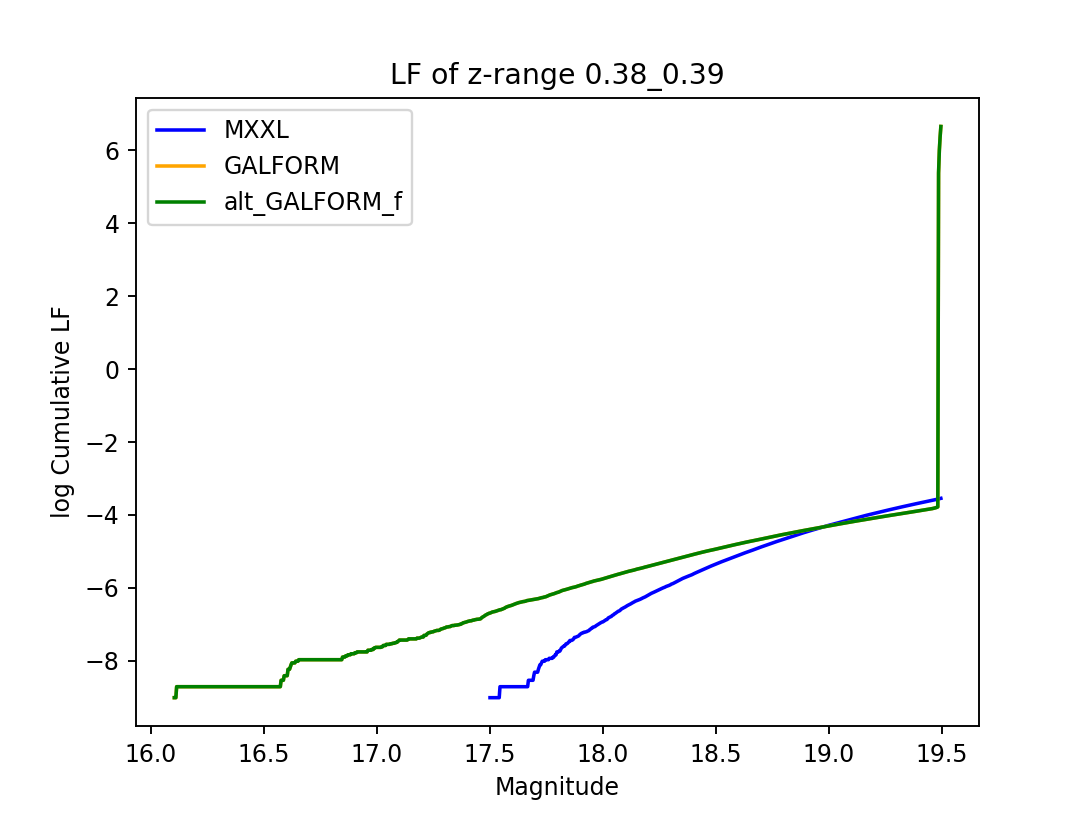 LF of z-range 0.38_0.39
MXXL
GALFORM
alt_GALFORM_f
6
4
2
0
−2
−4
−6
−8
log Cumulative LF
16.0 16.5 17.0 17.5 18.0 18.5 19.0 19.5
Magnitude